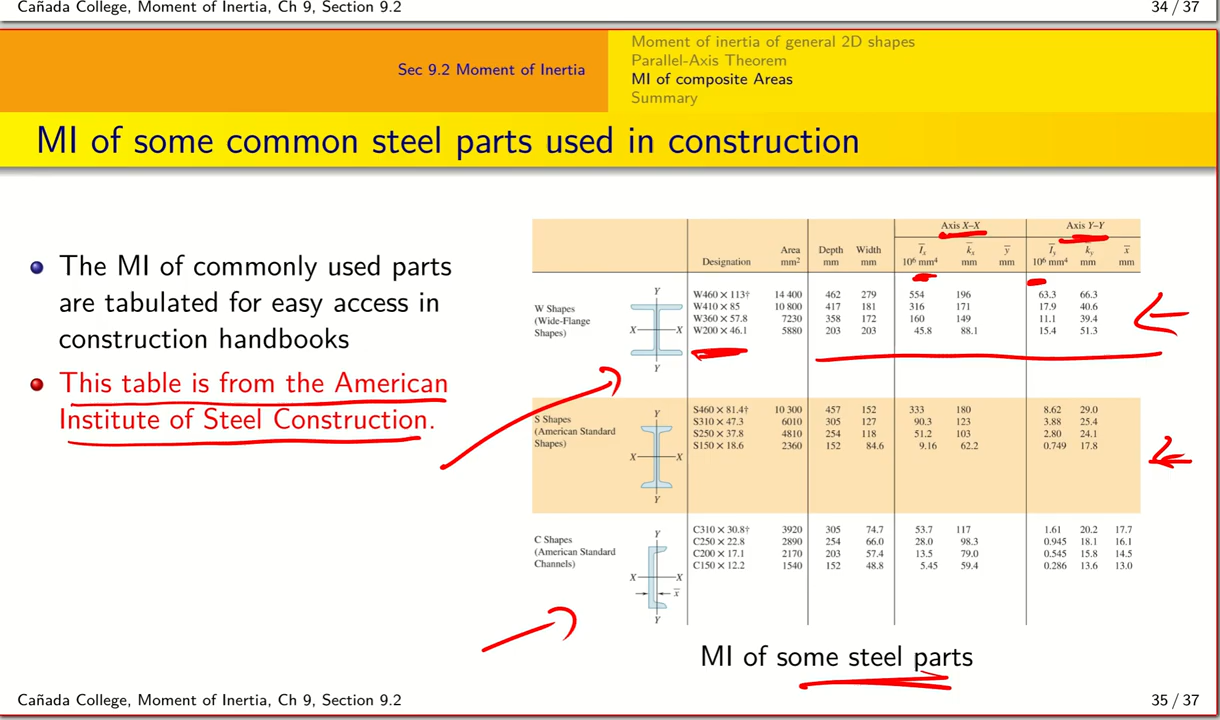 Cañada College, Moment of Inertia, Ch 9, Section 9.2 34 / 37
Sec 9.2 Moment of Inertia
Moment of inertia of general 2D shapes
Parallel-Axis Theorem
MI of composite Areas
Summary
MI of some common steel parts used in construction
The MI of commonly used parts
are tabulated for easy access in
construction handbooks
This table is from the American
Institute of Steel Construction.
Axis X–X Axis Y–Y
Area Depth Width I̅x k̅x y̅ I̅y k̅y x̅
Designation mm² mm mm 10⁶ mm⁴ mm mm 10⁶ mm⁴ mm mm
W Shapes
(Wide-Flange
Shapes)
Y
X X
Y
W460 × 113† 14 400 462 279 554 196 63.3 66.3
W410 × 85 10 800 417 181 316 171 17.9 40.6
W360 × 57.8 7230 358 172 160 149 11.1 39.4
W200 × 46.1 5880 203 203 45.8 88.1 15.4 51.3
S Shapes
(American Standard
Shapes)
Y
X X
Y
S460 × 81.4† 10 300 457 152 333 180 8.62 29.0
S310 × 47.3 6010 305 127 90.3 123 3.88 25.4
S250 × 37.8 4810 254 118 51.2 103 2.80 24.1
S150 × 18.6 2360 152 84.6 9.16 62.2 0.749 17.8
C Shapes
(American Standard
Channels)
Y
X X
x̅
Y
C310 × 30.8† 3920 305 74.7 53.7 117 1.61 20.2 17.7
C250 × 22.8 2890 254 66.0 28.0 98.3 0.945 18.1 16.1
C200 × 17.1 2170 203 57.4 13.5 79.0 0.545 15.8 14.5
C150 × 12.2 1540 152 48.8 5.45 59.4 0.286 13.6 13.0
MI of some steel parts
Cañada College, Moment of Inertia, Ch 9, Section 9.2 35 / 37